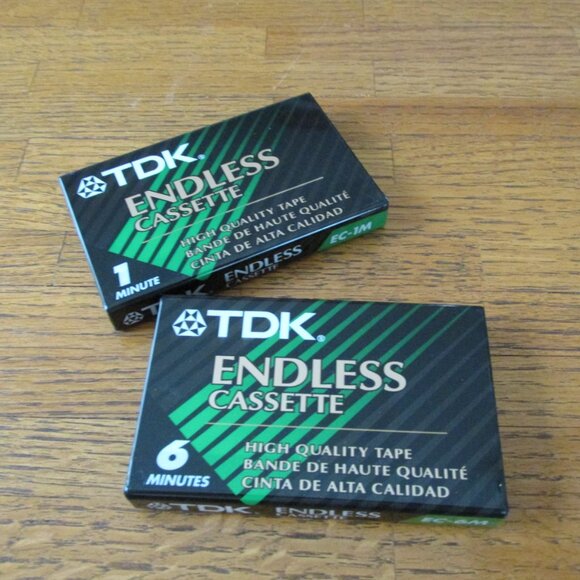 TDK®
ENDLESS
CASSETTE
HIGH QUALITY TAPE
BANDE DE HAUTE QUALITÉ
CINTA DE ALTA CALIDAD
1
MINUTE
TDK ENDLESS
CASSETTE
EC-1M
TDK®
ENDLESS
CASSETTE
HIGH QUALITY TAPE
BANDE DE HAUTE QUALITÉ
CINTA DE ALTA CALIDAD
6
MINUTES
TDK ENDLESS
CASSETTE
EC-6M